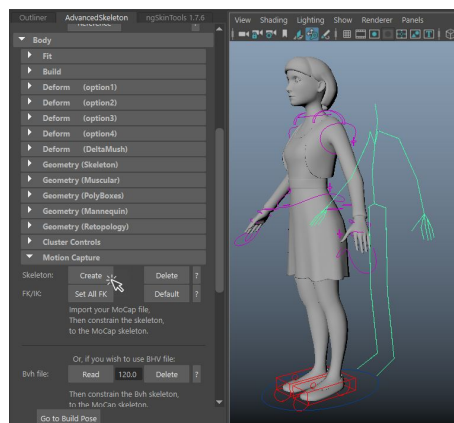 Outliner AdvancedSkeleton ngSkinTools 1.7.6
View Shading Lighting Show Renderer Panels
?
Body
Fit
Build
Deform (option1)
Deform (option2)
Deform (option3)
Deform (option4)
Deform (DeltaMush)
Geometry (Skeleton)
Geometry (Muscular)
Geometry (PolyBoxes)
Geometry (Mannequin)
Geometry (Retopology)
Cluster Controls
Motion Capture
Skeleton: Create Delete ?
FK/IK: Set All FK Default ?
Import your MoCap file,
Then constrain the skeleton,
to the MoCap skeleton.
Or, if you wish to use BHV file:
Bvh file: Read 120.0 Delete ?
Then constrain the Bvh skeleton,
to the MoCap skeleton.
Go to Build Pose